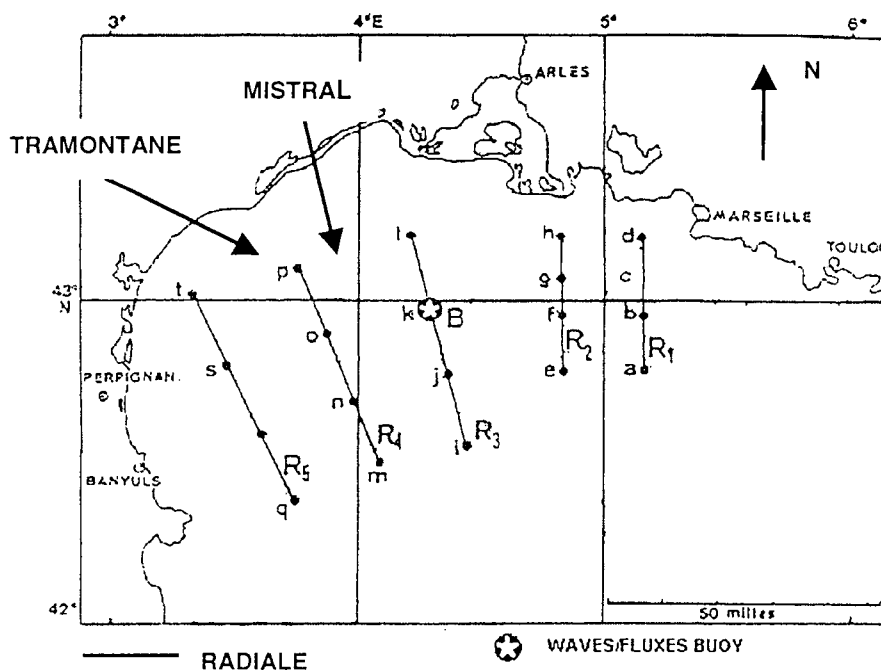 3° 4°E 5° 6°
N
ARLES
MISTRAL
TRAMONTANE
MARSEILLE
l h d
TOULO
p g c
t
43°
N
k B f b
o R2 R1
s j e a
PERPIGNAN
n
R4 R3
R5 m i
BANYULS
q
42°
50 milles
RADIALE
WAVES/FLUXES BUOY